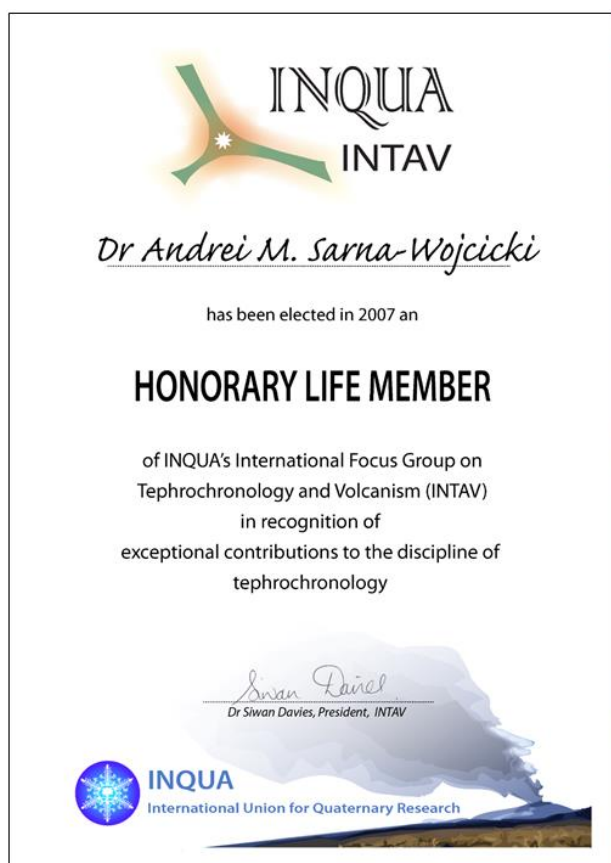 INQUA
INTAV
Dr Andrei M. Sarna-Wojcicki
has been elected in 2007 an
HONORARY LIFE MEMBER
of INQUA's International Focus Group on
Tephrochronology and Volcanism (INTAV)
in recognition of
exceptional contributions to the discipline of
tephrochronology
Siwan Davies
Dr Siwan Davies, President, INTAV
INQUA
International Union for Quaternary Research